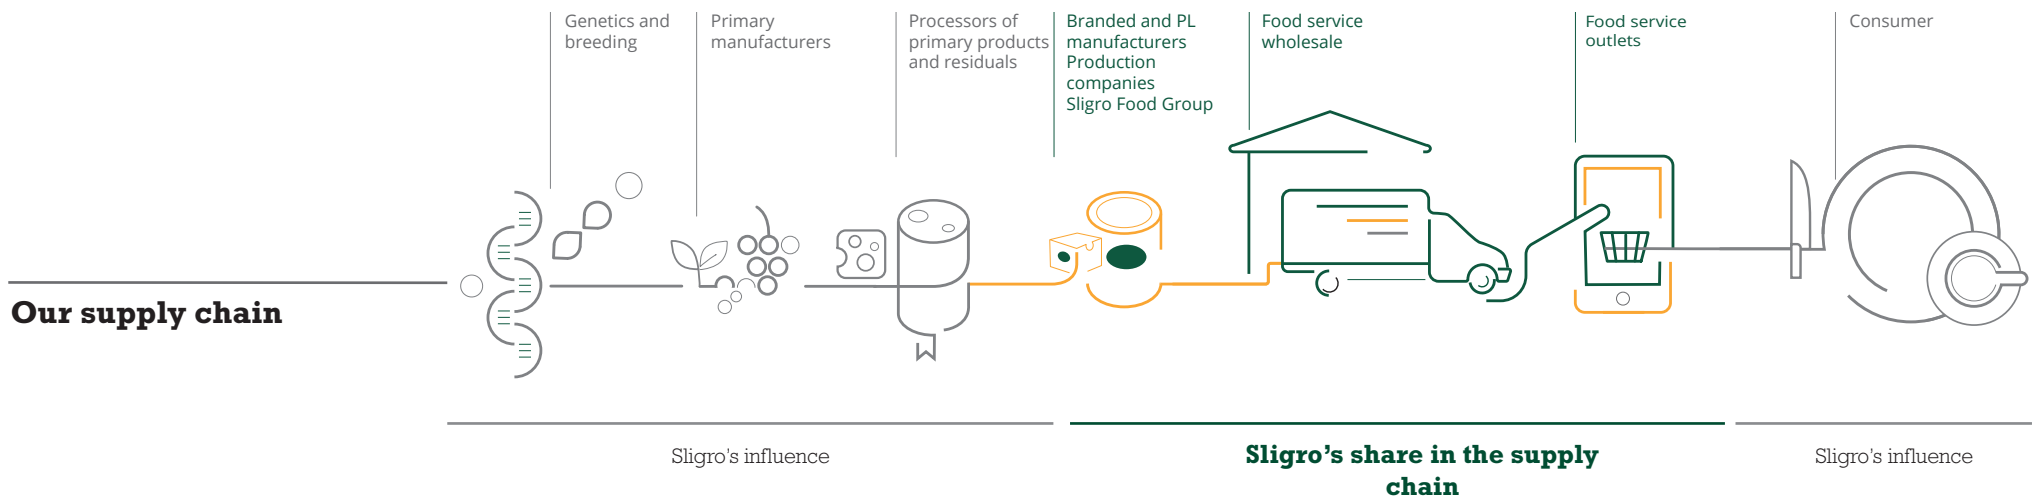 Genetics and
breeding
Primary
manufacturers
Processors of
primary products
and residuals
Branded and PL
manufacturers
Production
companies
Sligro Food Group
Food service
wholesale
Food service
outlets
Consumer
Our supply chain
Sligro's influence
Sligro's share in the supply
chain
Sligro's influence